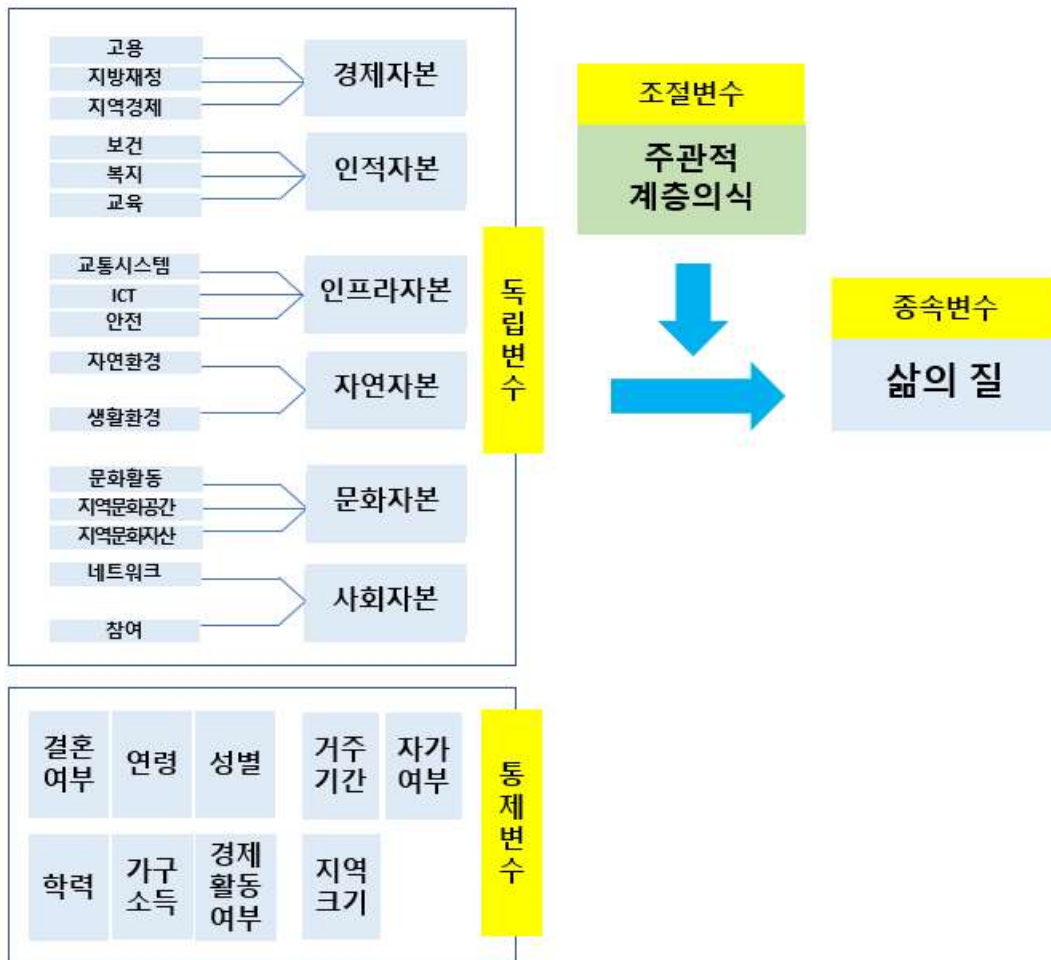 고용
지방재정
지역경제
경제자본
보건
복지
교육
인적자본
교통시스템
ICT
안전
인프라자본
자연환경
생활환경
자연자본
문화활동
지역문화공간
지역문화자산
문화자본
네트워크
참여
사회자본
독
립
변
수
조절변수
주관적
계층의식
종속변수
삶의 질
결혼
여부
연령
성별
거주
기간
자가
여부
학력
가구
소득
경제
활동
여부
지역
크기
통
제
변
수